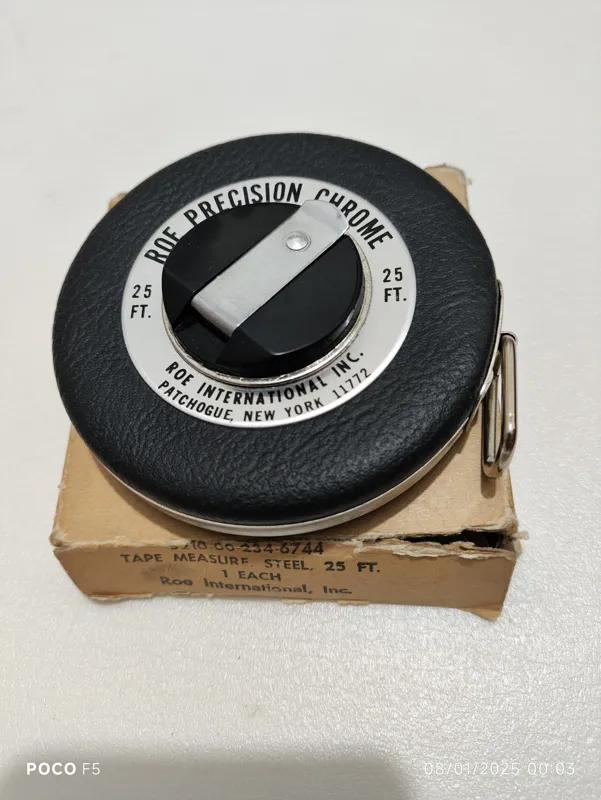 ROE PRECISION CHROME
25
FT.
25
FT.
ROE INTERNATIONAL INC.
PATCHOGUE, NEW YORK 11772
5210-00-234-6744
TAPE MEASURE, STEEL, 25 FT.
1 EACH
Roe International, Inc.
POCO F5
08/01/2025 00:03